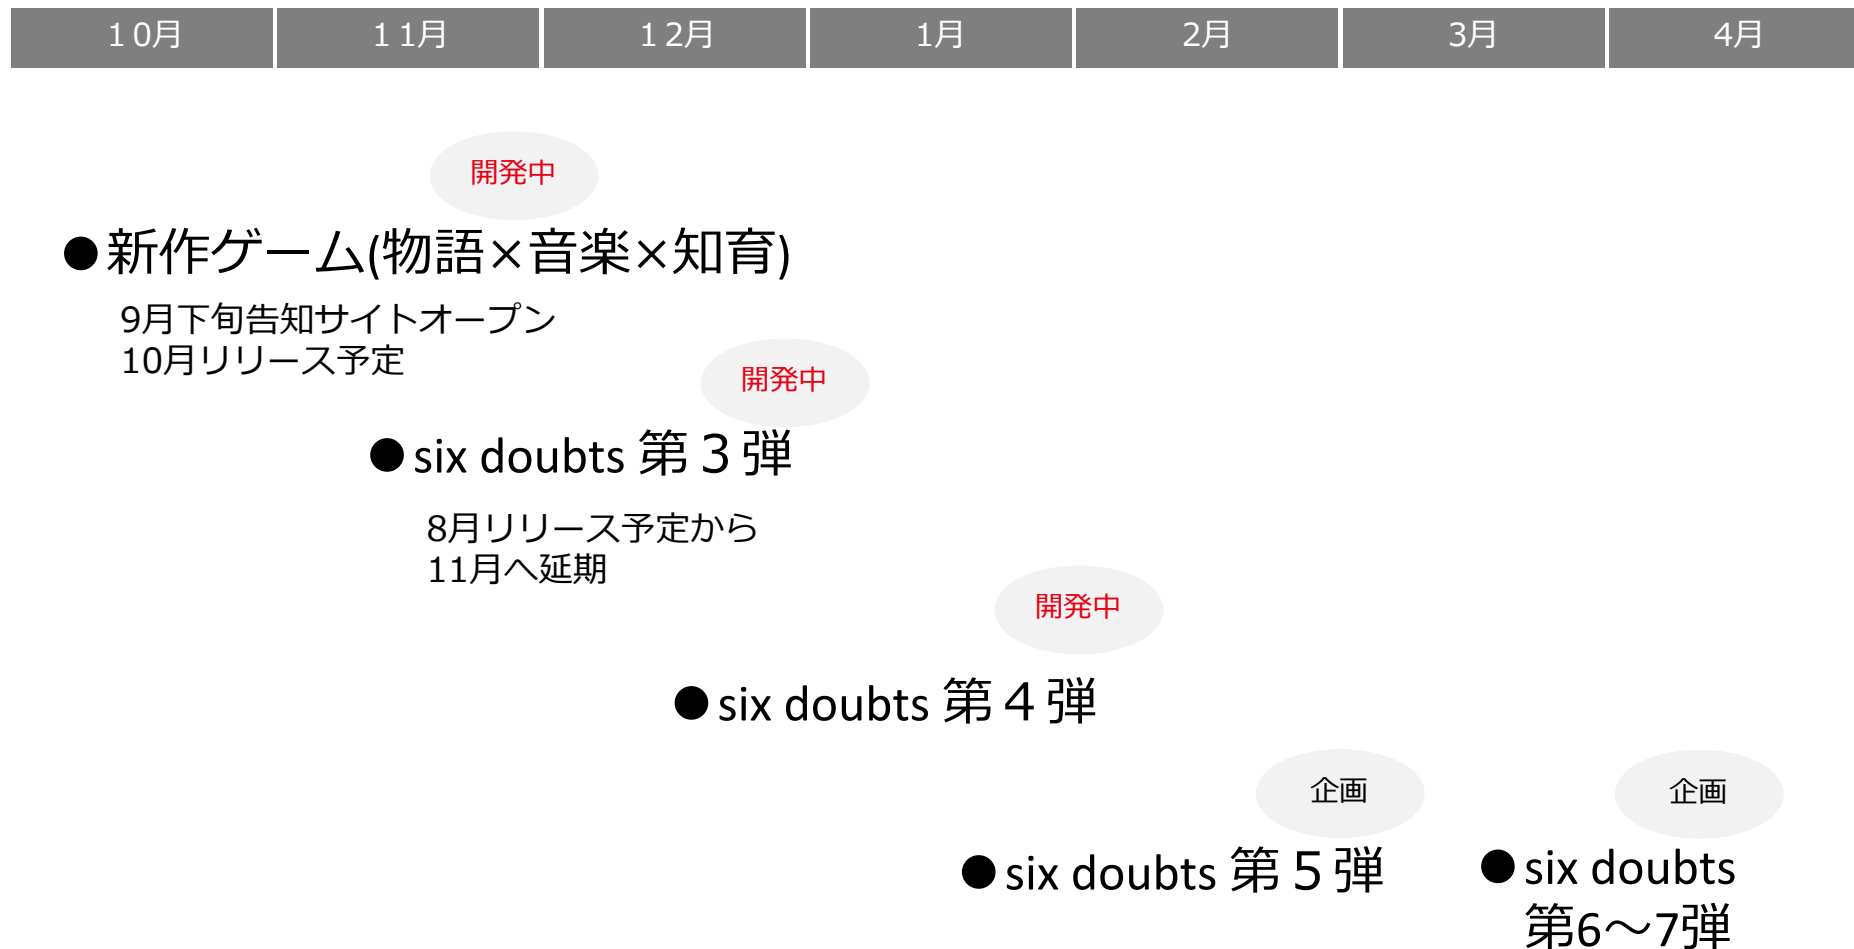 １０月 １１月 １２月 1月 2月 3月 4月
開発中
●新作ゲーム(物語×音楽×知育)
9月下旬告知サイトオープン
10月リリース予定
開発中
●six doubts 第３弾
8月リリース予定から
11月へ延期
開発中
●six doubts 第４弾
企画
●six doubts 第５弾
企画
●six doubts
第6～7弾